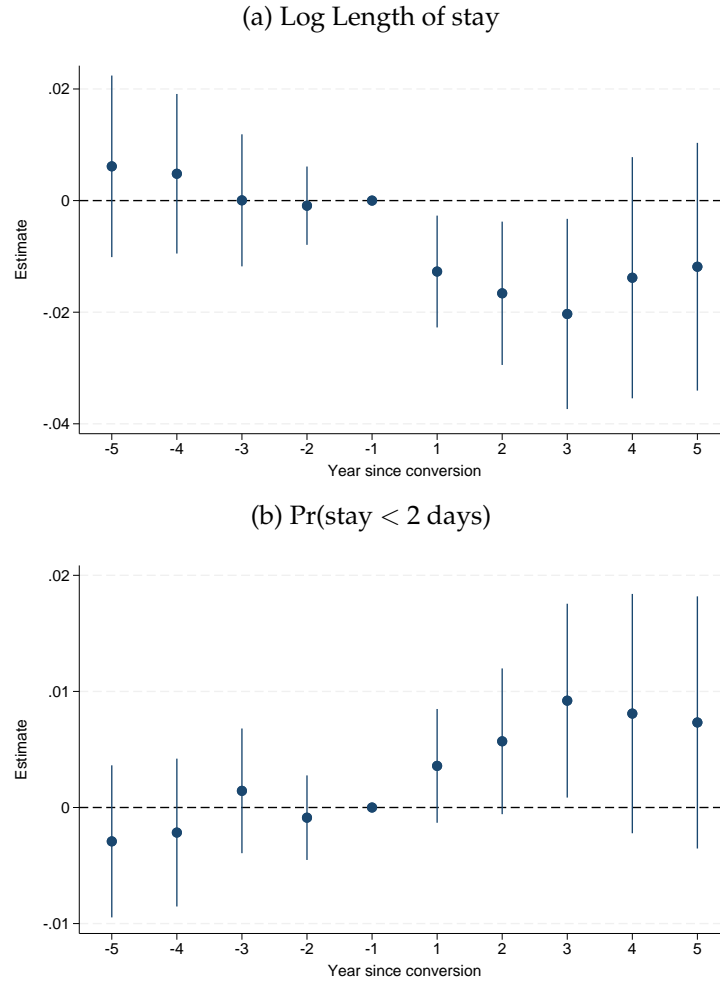 (a) Log Length of stay
.02
0
-.02
-.04
Estimate
-5 -4 -3 -2 -1 1 2 3 4 5
Year since conversion
(b) Pr(stay < 2 days)
.02
.01
0
-.01
Estimate
-5 -4 -3 -2 -1 1 2 3 4 5
Year since conversion